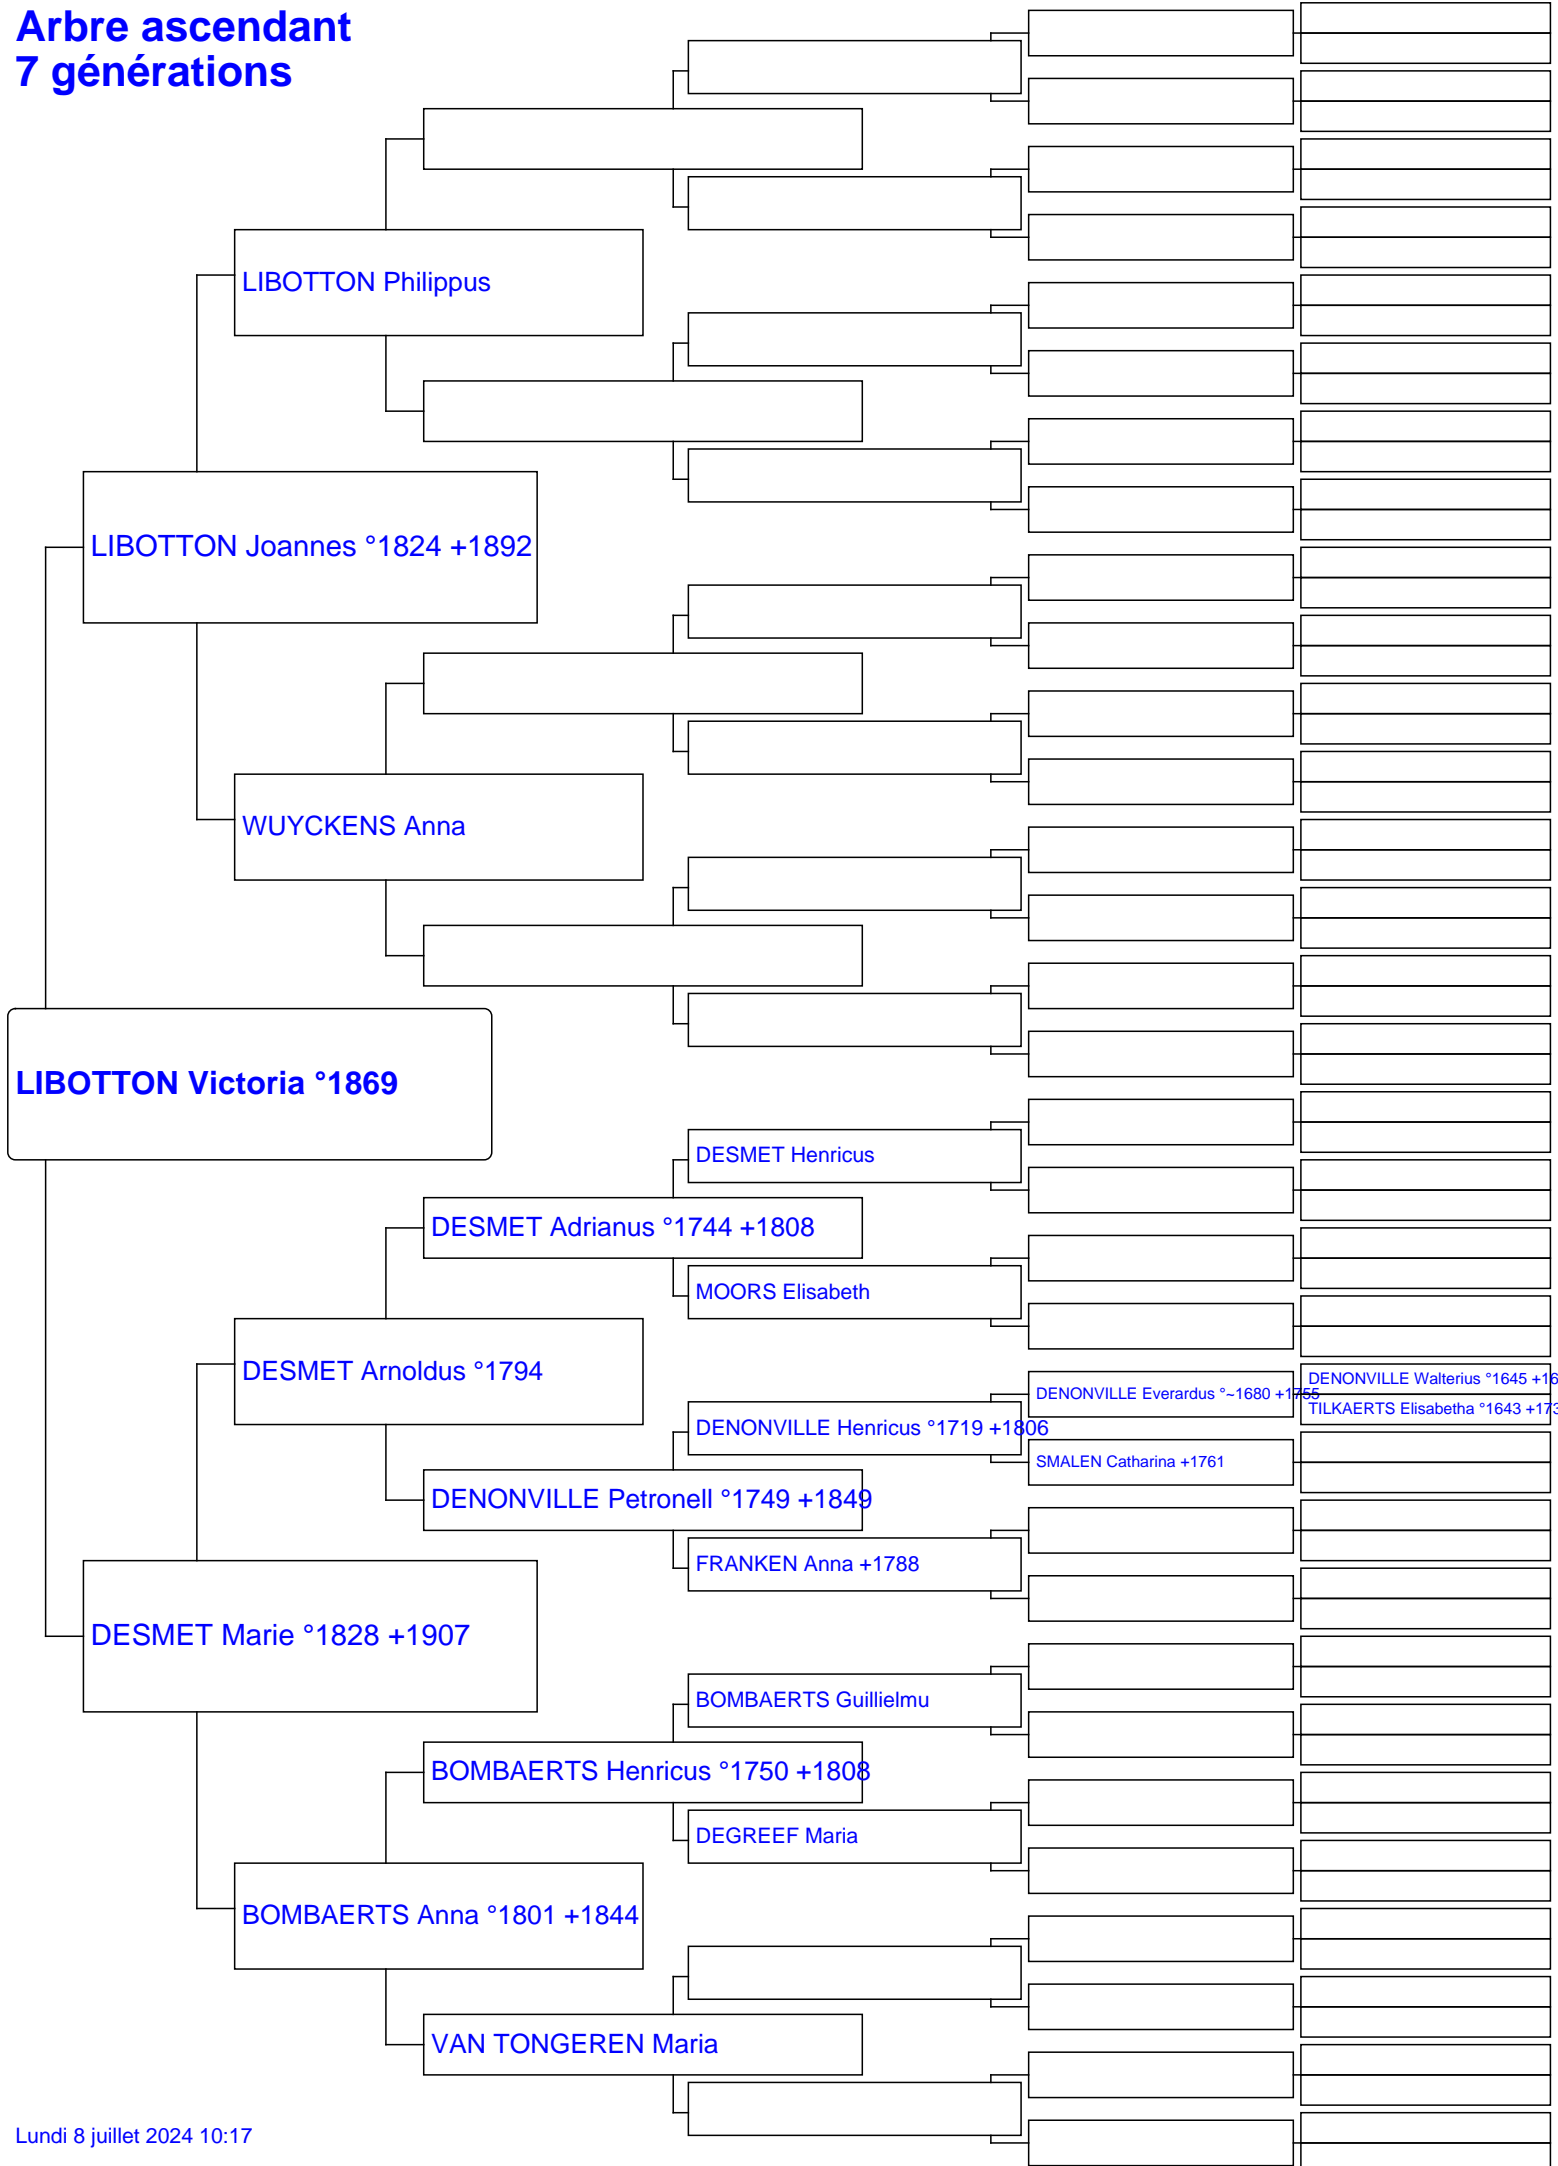 Arbre ascendant
7 générations
LIBOTTON Philippus
LIBOTTON Joannes °1824 +1892
WUYCKENS Anna
LIBOTTON Victoria °1869
DESMET Henricus
DESMET Adrianus °1744 +1808
MOORS Elisabeth
DESMET Arnoldus °1794
DENONVILLE Walterius °1645 +16
DENONVILLE Everardus °~1680 +1755
TILKAERTS Elisabetha °1643 +173
DENONVILLE Henricus °1719 +1806
SMALEN Catharina +1761
DENONVILLE Petronell °1749 +1849
FRANKEN Anna +1788
DESMET Marie °1828 +1907
BOMBAERTS Guillielmu
BOMBAERTS Henricus °1750 +1808
DEGREEF Maria
BOMBAERTS Anna °1801 +1844
VAN TONGEREN Maria
Lundi 8 juillet 2024 10:17